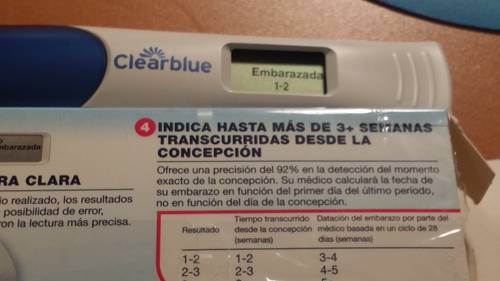 Clearblue
Embarazada
1-2
4 INDICA HASTA MÁS DE 3+ SEMANAS
TRANSCURRIDAS DESDE LA
CONCEPCIÓN
Ofrece una precisión del 92% en la detección del momento
exacto de la concepción. Su médico calculará la fecha de
su embarazo en función del primer día del último período,
no en función del día de la concepción.
Resultado
Tiempo transcurrido
desde la concepción
(semanas)
Datación del embarazo por parte del
médico basada en un ciclo de 28
días (semanas)
1-2 1-2 3-4
2-3 2-3 4-5
mbarazada
RA CLARA
lo realizado, los resultados
posibilidad de error,
ron la lectura más precisa.